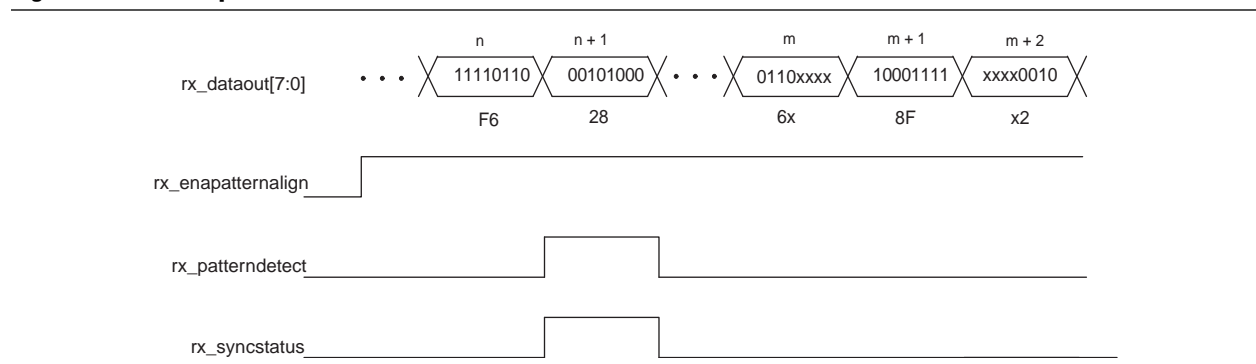 n n + 1 m m + 1 m + 2
rx_dataout[7:0] • • • 11110110 00101000 • • • 0110xxxx 10001111 xxxx0010
F6 28 6x 8F x2
rx_enapatternalign
rx_patterndetect
rx_syncstatus